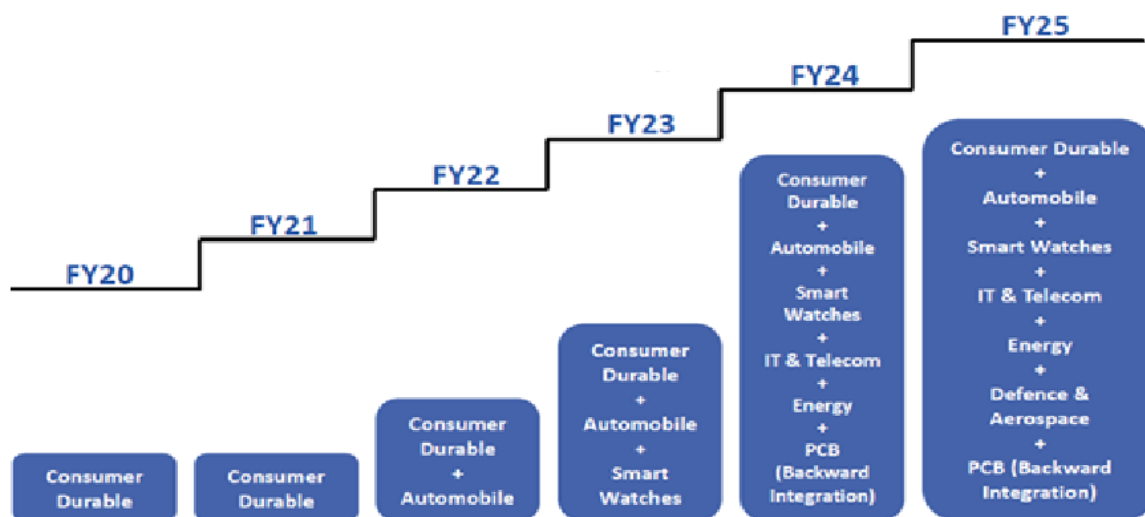 FY20
FY21
FY22
FY23
FY24
FY25
Consumer
Durable
Consumer
Durable
Consumer
Durable
+
Automobile
Consumer
Durable
+
Automobile
+
Smart
Watches
Consumer
Durable
+
Automobile
+
Smart
Watches
+
IT & Telecom
+
Energy
+
PCB
(Backward
Integration)
Consumer Durable
+
Automobile
+
Smart Watches
+
IT & Telecom
+
Energy
+
Defence &
Aerospace
+
PCB (Backward
Integration)